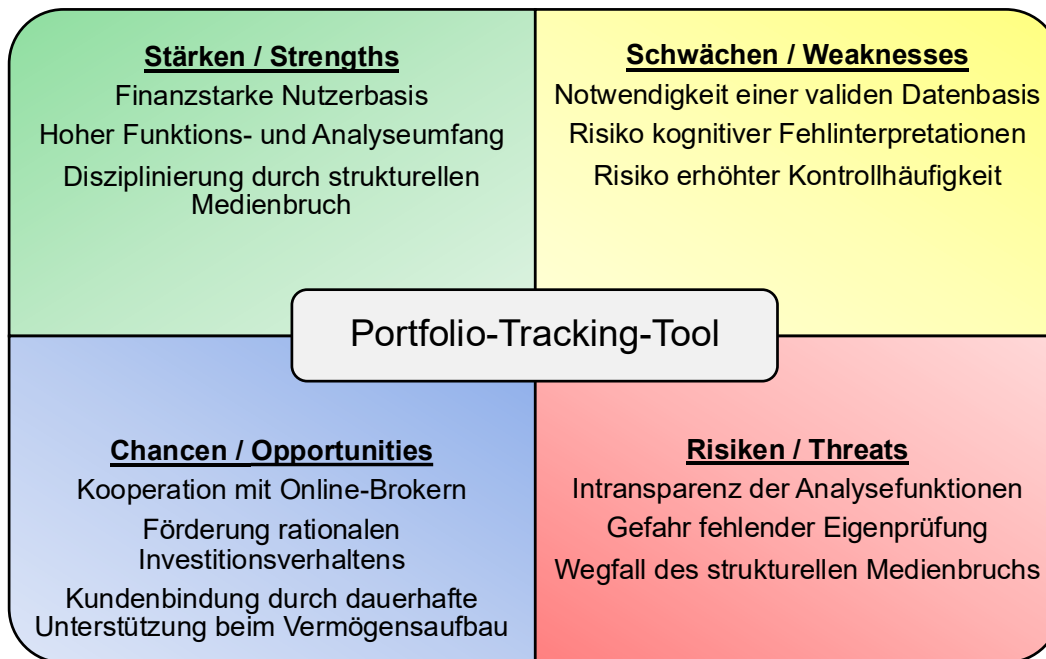 Stärken / Strengths
Finanzstarke Nutzerbasis
Hoher Funktions- und Analyseumfang
Disziplinierung durch strukturellen
Medienbruch
Schwächen / Weaknesses
Notwendigkeit einer validen Datenbasis
Risiko kognitiver Fehlinterpretationen
Risiko erhöhter Kontrollhäufigkeit
Portfolio-Tracking-Tool
Chancen / Opportunities
Kooperation mit Online-Brokern
Förderung rationalen
Investitionsverhaltens
Kundenbindung durch dauerhafte
Unterstützung beim Vermögensaufbau
Risiken / Threats
Intransparenz der Analysefunktionen
Gefahr fehlender Eigenprüfung
Wegfall des strukturellen Medienbruchs